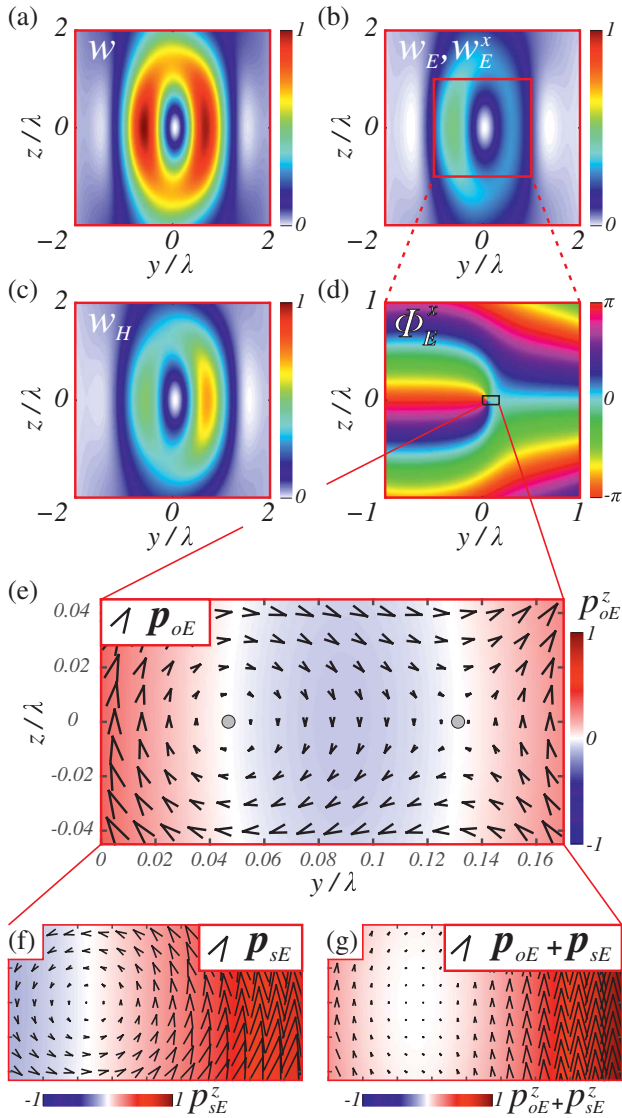 (a)
w
2
0
−2
z/λ
0
2
y/λ
1
0
(b)
w_E, w_E^x
2
0
−2
z/λ
0
2
y/λ
1
0
(c)
w_H
2
0
−2
z/λ
0
2
y/λ
1
0
(d)
Φ_E^x
1
0
−1
z/λ
−1
0
1
y/λ
π
0
-π
(e)
p_oE
p_oE^z
0.04
0.02
0
-0.02
-0.04
z/λ
0
0.02
0.04
0.06
0.08
0.1
0.12
0.14
0.16
y/λ
1
0
-1
(f)
p_sE
-1
1 p_sE^z
(g)
p_oE + p_sE
-1
1 p_oE^z+p_sE^z